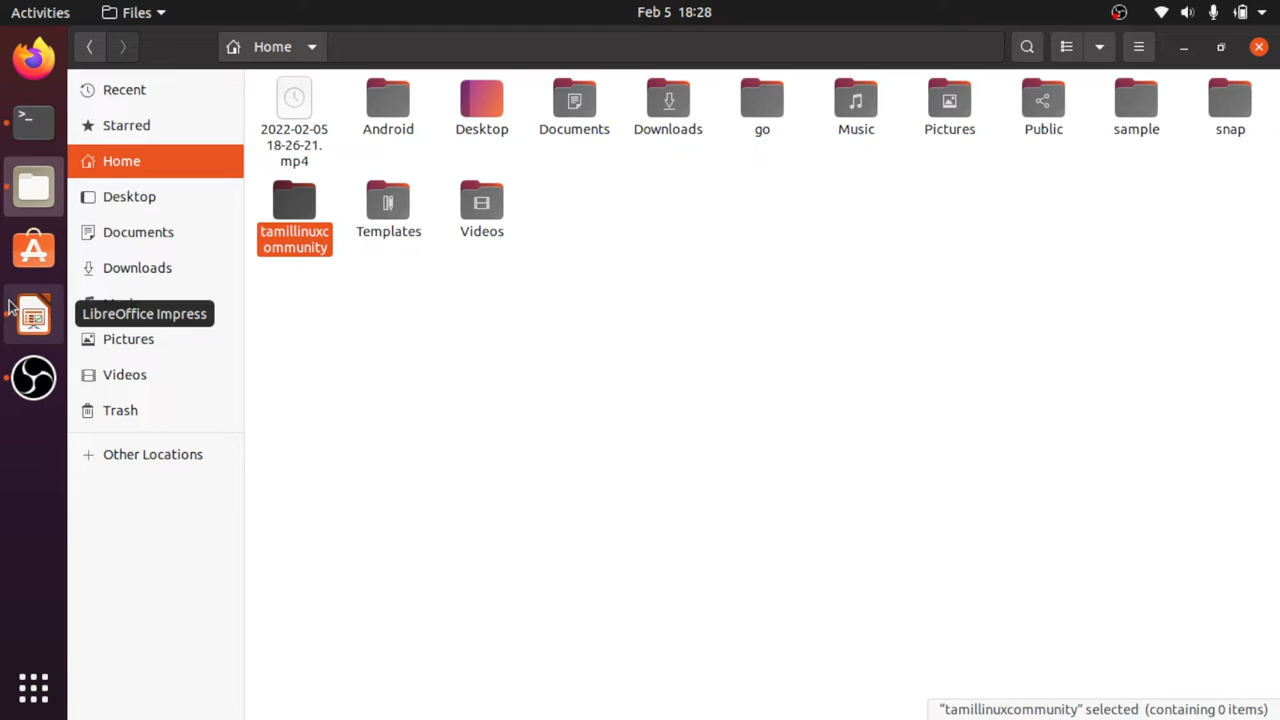 Activities
Files
Feb 5 18:28
Home
Recent
Starred
Home
Desktop
Documents
Downloads
LibreOffice Impress
Pictures
Videos
Trash
Other Locations
2022-02-05
18-26-21.
mp4
Android
Desktop
Documents
Downloads
go
Music
Pictures
Public
sample
snap
tamillinuxc
ommunity
Templates
Videos
“tamillinuxcommunity” selected (containing 0 items)